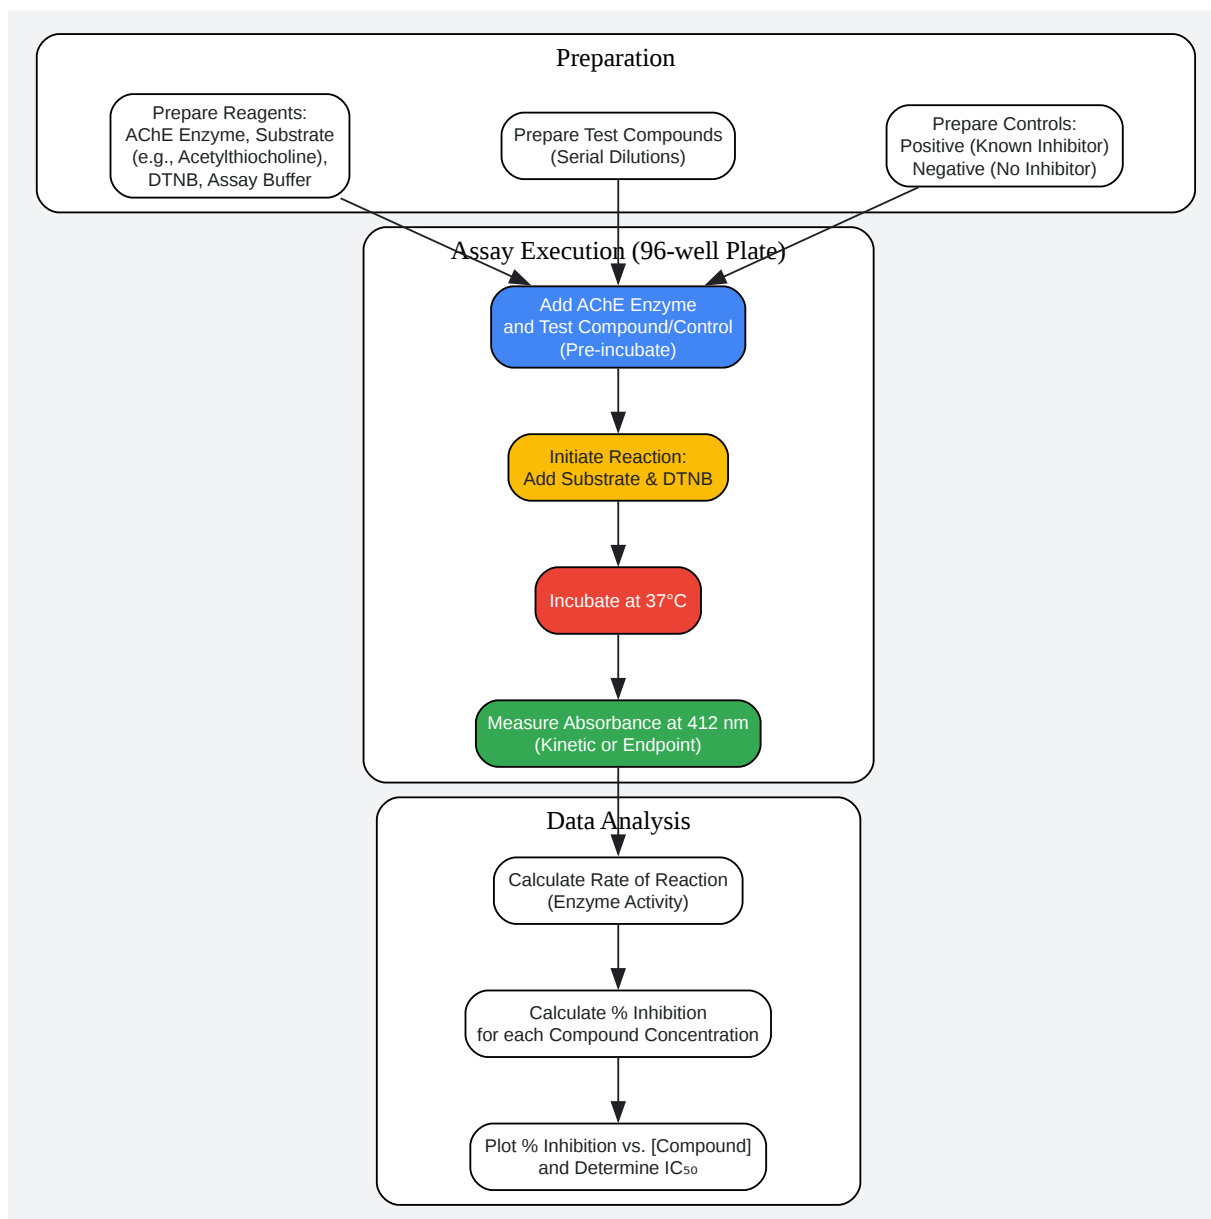 Preparation
Prepare Reagents:
AChE Enzyme, Substrate
(e.g., Acetylthiocholine),
DTNB, Assay Buffer
Prepare Test Compounds
(Serial Dilutions)
Prepare Controls:
Positive (Known Inhibitor)
Negative (No Inhibitor)
Assay Execution (96-well Plate)
Add AChE Enzyme
and Test Compound/Control
(Pre-incubate)
Initiate Reaction:
Add Substrate & DTNB
Incubate at 37°C
Measure Absorbance at 412 nm
(Kinetic or Endpoint)
Data Analysis
Calculate Rate of Reaction
(Enzyme Activity)
Calculate % Inhibition
for each Compound Concentration
Plot % Inhibition vs. [Compound]
and Determine IC₅₀